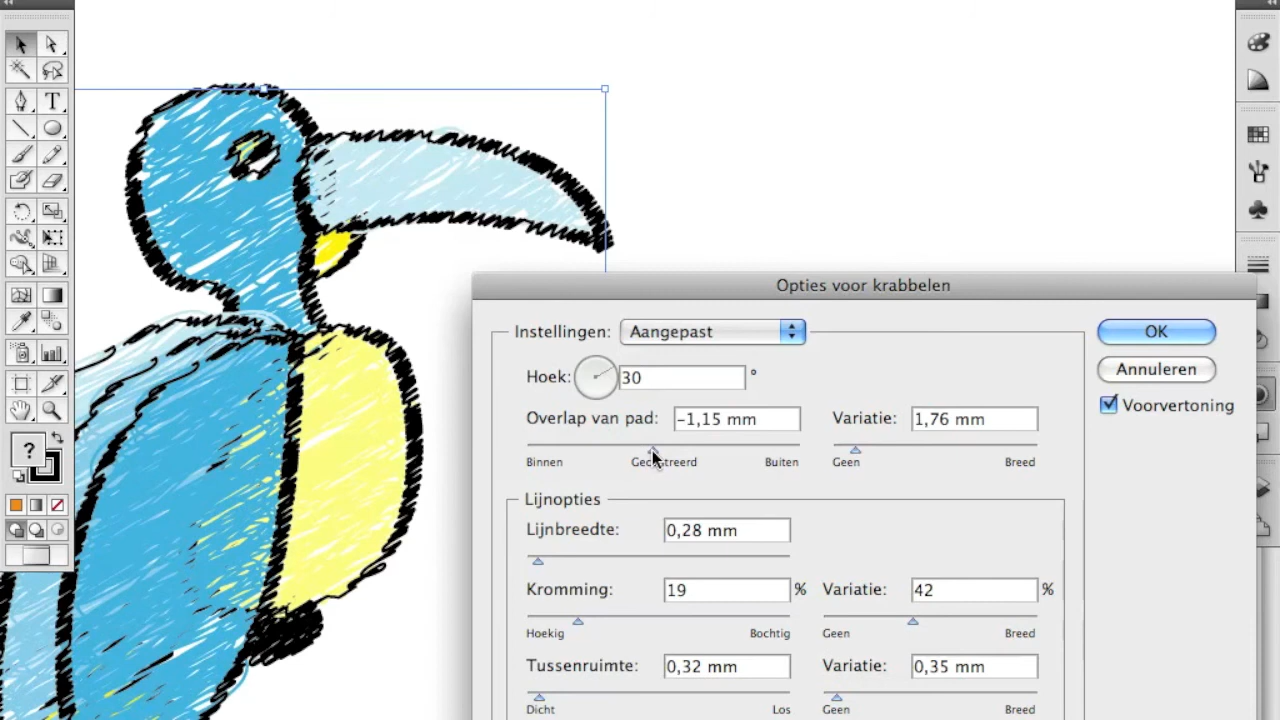 Opties voor krabbelen
Instellingen: Aangepast
OK
Hoek: 30 °
Annuleren
Voorvertoning
Overlap van pad: −1,15 mm
Variatie: 1,76 mm
Binnen
Buiten
Geen
Breed
Lijnopties
Lijnbreedte: 0,28 mm
Kromming: 19 %
Variatie: 42 %
Hoekig
Bochtig
Geen
Breed
Tussenruimte: 0,32 mm
Variatie: 0,35 mm
Dicht
Los
Geen
Breed
T
?